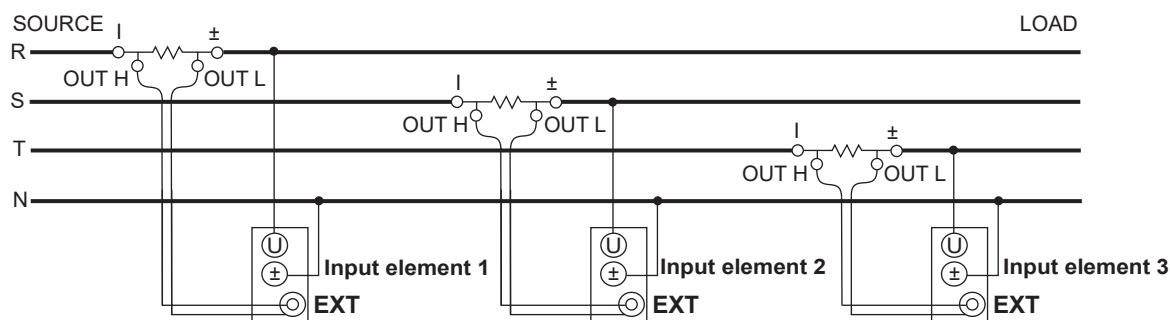 SOURCE
LOAD
R
I
±
OUT H
OUT L
S
I
±
OUT H
OUT L
T
I
±
OUT H
OUT L
N
U
±
Input element 1
EXT
U
±
Input element 2
EXT
U
±
Input element 3
EXT